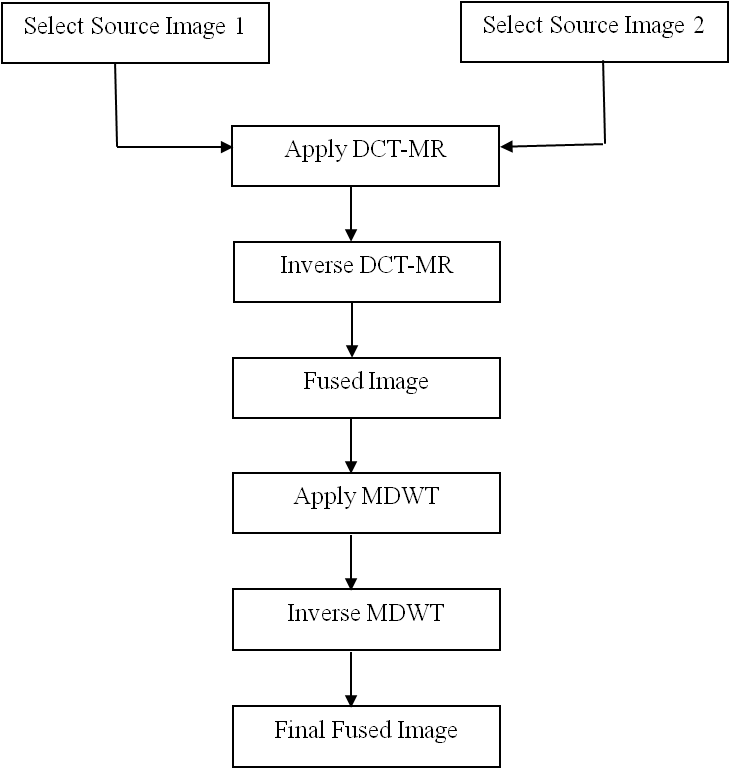 Select Source Image 1
Select Source Image 2
Apply DCT-MR
Inverse DCT-MR
Fused Image
Apply MDWT
Inverse MDWT
Final Fused Image